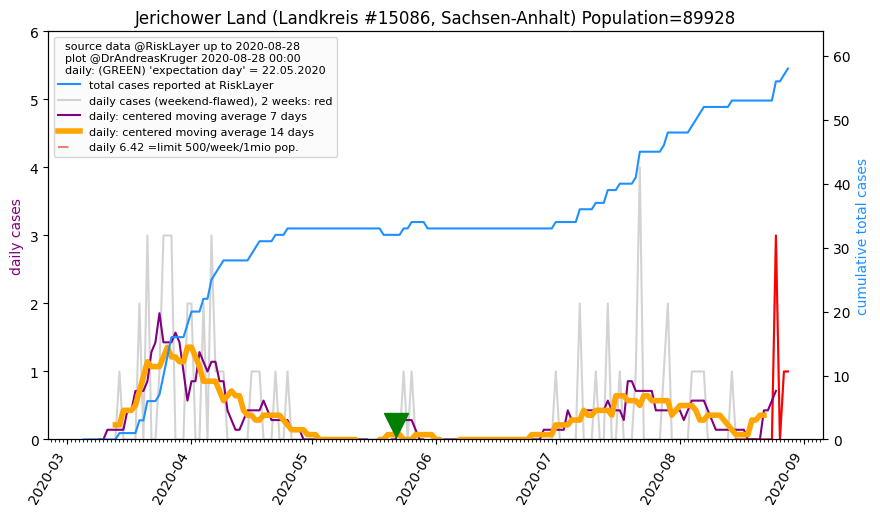 Jerichower Land (Landkreis #15086, Sachsen-Anhalt) Population=89928
source data @RiskLayer up to 2020-08-28
plot @DrAndreasKruger 2020-08-28 00:00
daily: (GREEN) 'expectation day' = 22.05.2020
total cases reported at RiskLayer
daily cases (weekend-flawed), 2 weeks: red
daily: centered moving average 7 days
daily: centered moving average 14 days
daily 6.42 =limit 500/week/1mio pop.
daily cases
6
5
4
3
2
1
0
cumulative total cases
60
50
40
30
20
10
0
2020-03
2020-04
2020-05
2020-06
2020-07
2020-08
2020-09